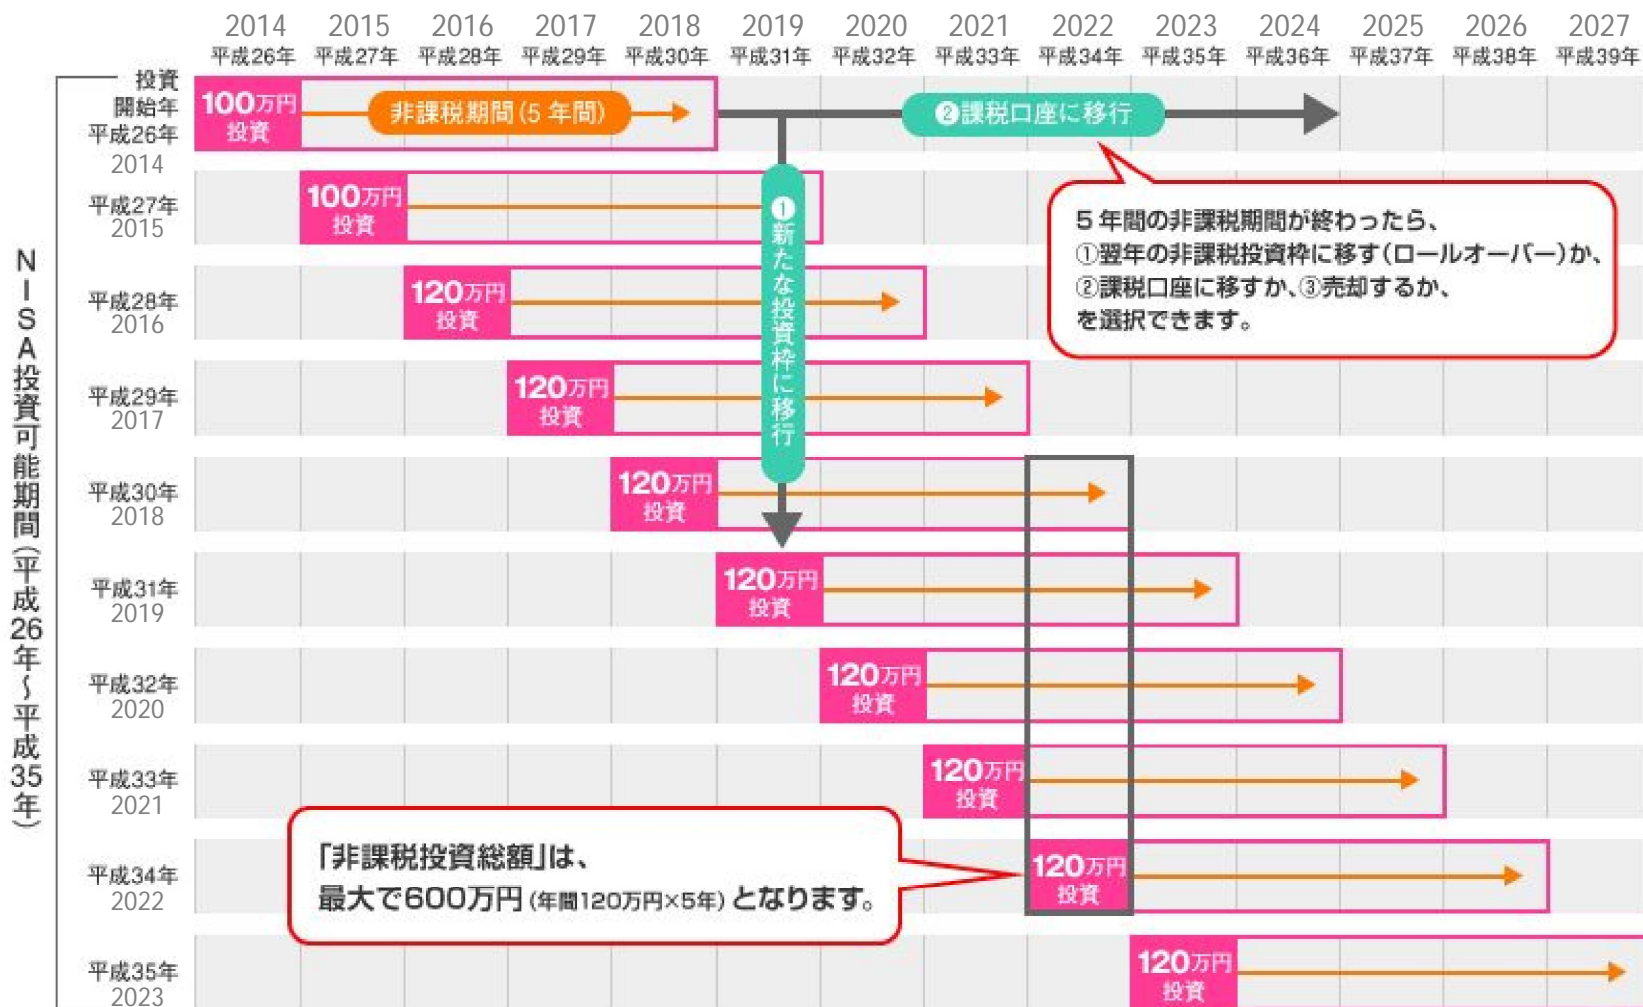 2014 2015 2016 2017 2018 2019 2020 2021 2022 2023 2024 2025 2026 2027
平成26年 平成27年 平成28年 平成29年 平成30年 平成31年 平成32年 平成33年 平成34年 平成35年 平成36年 平成37年 平成38年 平成39年
NISA投資可能期間(平成26年～平成35年)
投資
開始年
平成26年
2014
100万円
投資
非課税期間(5年間)
❷課税口座に移行
❶新たな投資枠に移行
5年間の非課税期間が終わったら、
①翌年の非課税投資枠に移す(ロールオーバー)か、
②課税口座に移すか、③売却するか、
を選択できます。
平成27年
2015
100万円
投資
平成28年
2016
120万円
投資
平成29年
2017
120万円
投資
平成30年
2018
120万円
投資
平成31年
2019
120万円
投資
平成32年
2020
120万円
投資
平成33年
2021
120万円
投資
「非課税投資総額」は、
最大で600万円(年間120万円×5年)となります。
平成34年
2022
120万円
投資
平成35年
2023
120万円
投資